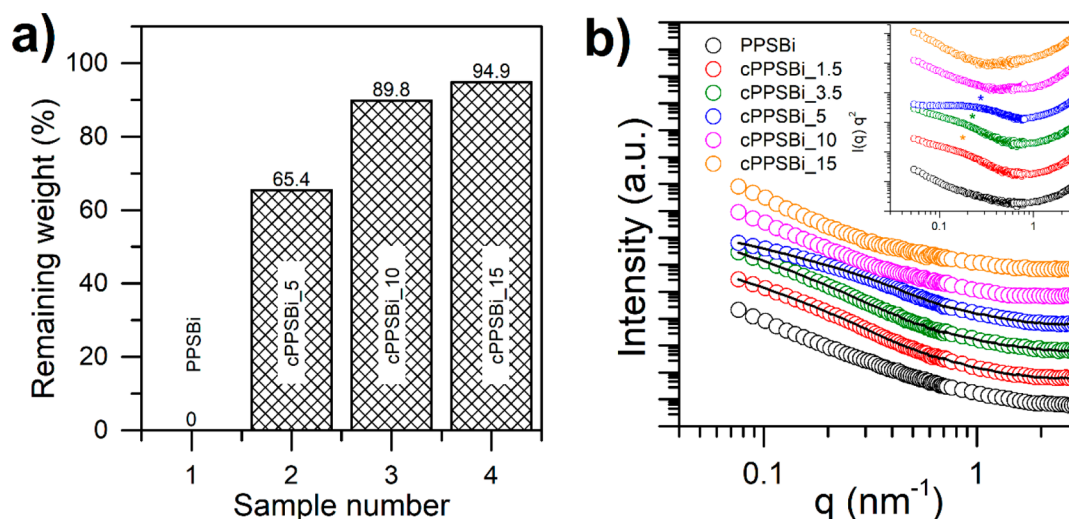 a)
Remaining weight (%)
100
80
60
40
20
0
94.9
89.8
65.4
0
PPSBi
cPPSBi_5
cPPSBi_10
cPPSBi_15
1 2 3 4
Sample number
b)
Intensity (a.u.)
PPSBi
cPPSBi_1.5
cPPSBi_3.5
cPPSBi_5
cPPSBi_10
cPPSBi_15
I(q) q²
*
*
*
0.1 1
0.1 1
q (nm⁻¹)